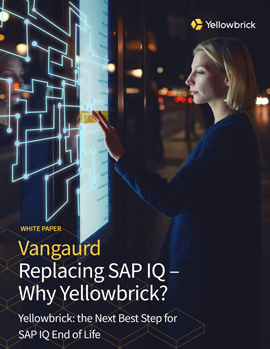 Yellowbrick
WHITE PAPER
Vangaurd
Replacing SAP IQ –
Why Yellowbrick?
Yellowbrick: the Next Best Step for
SAP IQ End of Life